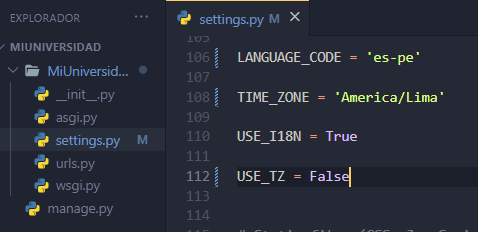 EXPLORADOR
MIUNIVERSIDAD
MiUniversid...
__init__.py
asgi.py
settings.py M
urls.py
wsgi.py
manage.py
settings.py M
105
106 LANGUAGE_CODE = 'es-pe'
107
108 TIME_ZONE = 'America/Lima'
109
110 USE_I18N = True
111
112 USE_TZ = False
113
114